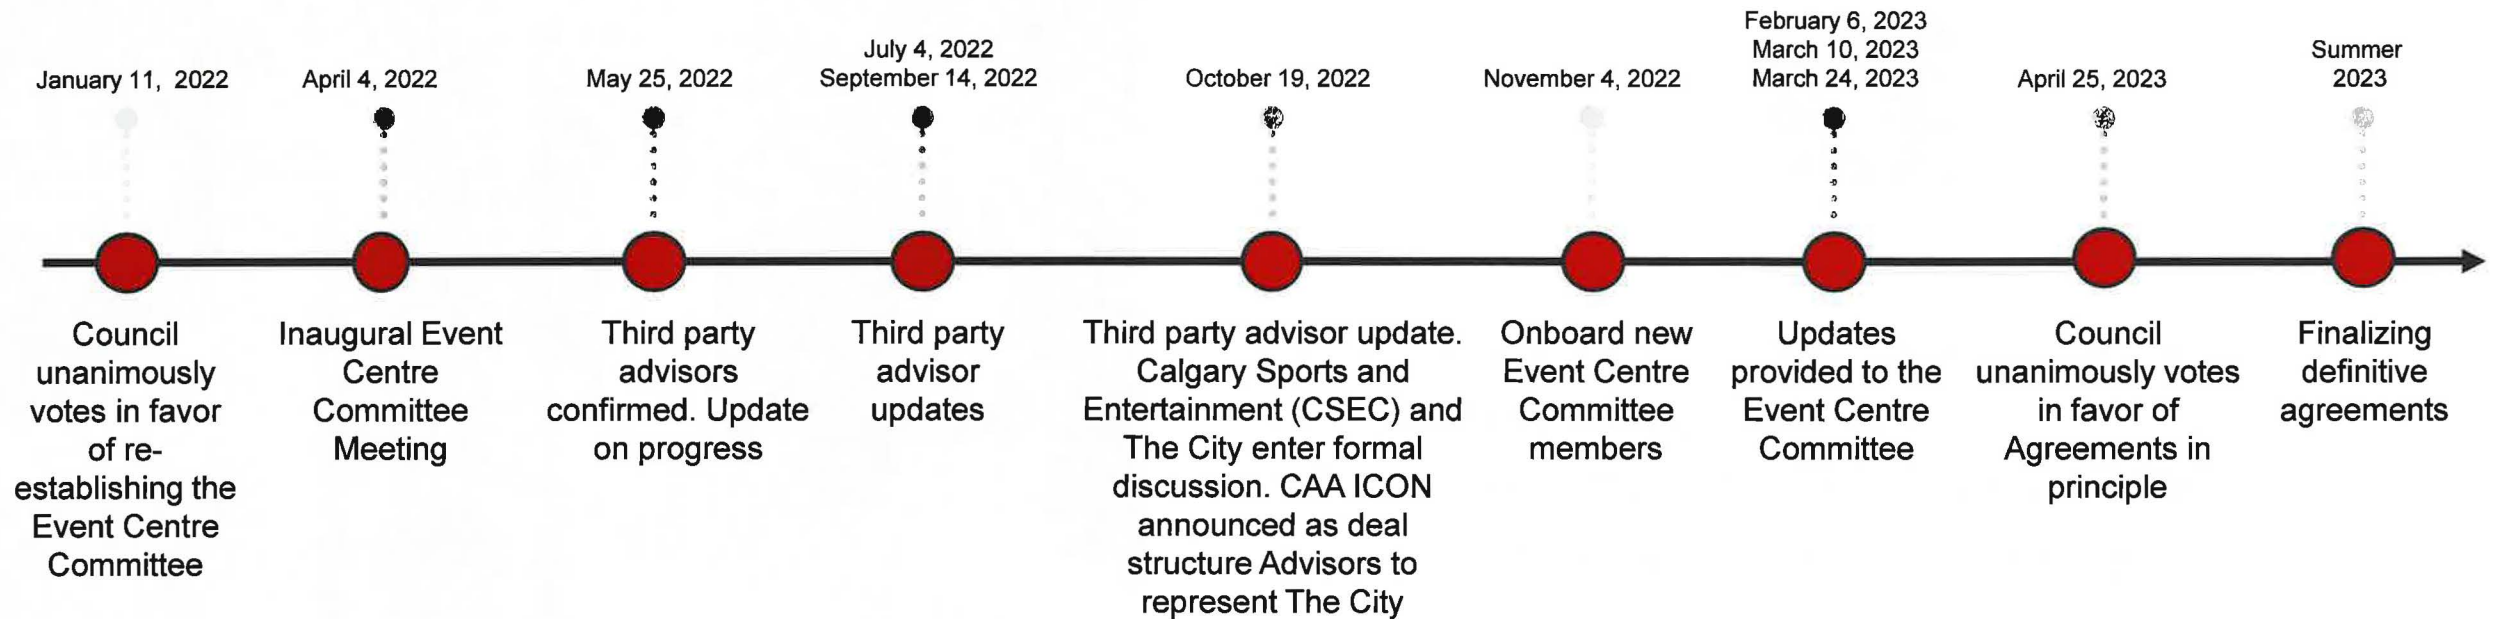 January 11, 2022
Council
unanimously
votes in favor
of re-
establishing the
Event Centre
Committee
April 4, 2022
Inaugural Event
Centre
Committee
Meeting
May 25, 2022
Third party
advisors
confirmed. Update
on progress
July 4, 2022
September 14, 2022
Third party
advisor
updates
October 19, 2022
Third party advisor update.
Calgary Sports and
Entertainment (CSEC) and
The City enter formal
discussion. CAA ICON
announced as deal
structure Advisors to
represent The City
November 4, 2022
Onboard new
Event Centre
Committee
members
February 6, 2023
March 10, 2023
March 24, 2023
Updates
provided to the
Event Centre
Committee
April 25, 2023
Council
unanimously votes
in favor of
Agreements in
principle
Summer
2023
Finalizing
definitive
agreements